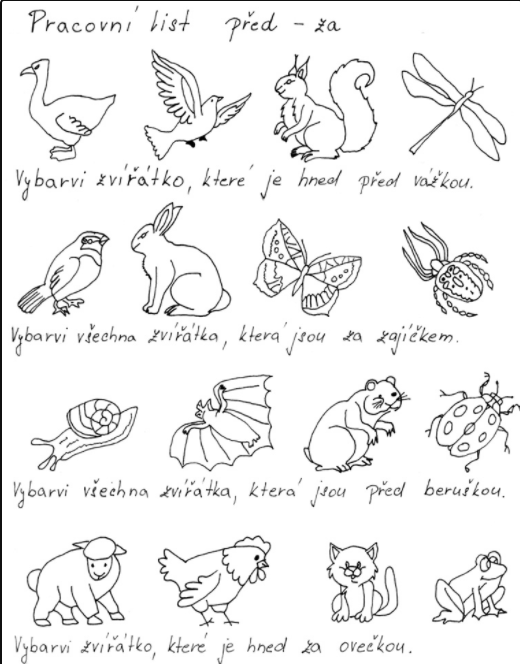 Pracovní list před - za
Vybarvi zvířátko, které je hned před vážkou.
Vybarvi všechna zvířátka, která jsou za zajíčkem.
Vybarvi všechna zvířátka, která jsou před beruškou.
Vybarvi zvířátko, které je hned za ovečkou.